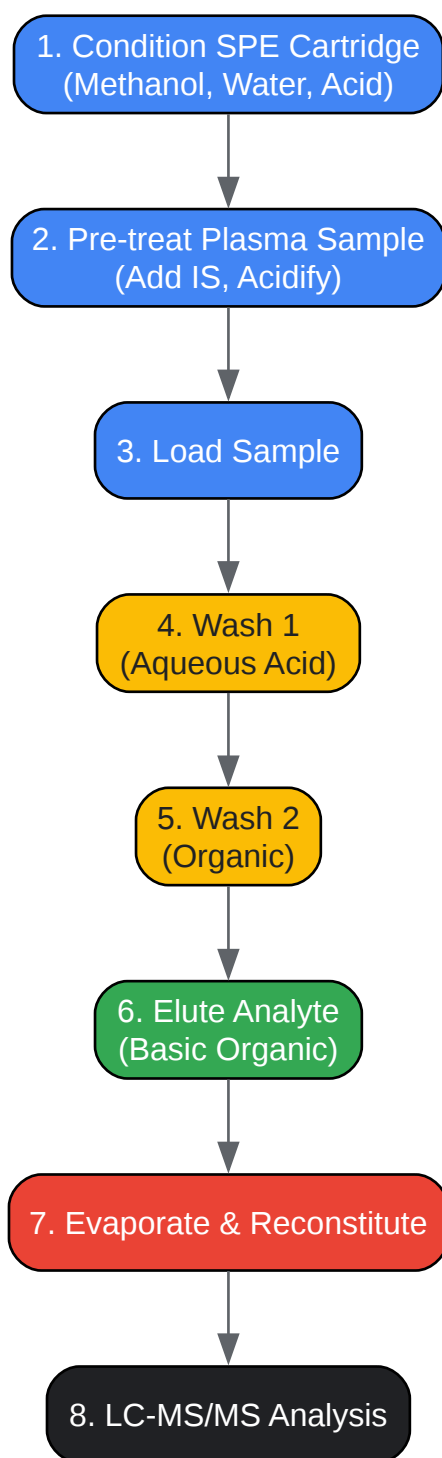 1. Condition SPE Cartridge
(Methanol, Water, Acid)
2. Pre-treat Plasma Sample
(Add IS, Acidify)
3. Load Sample
4. Wash 1
(Aqueous Acid)
5. Wash 2
(Organic)
6. Elute Analyte
(Basic Organic)
7. Evaporate & Reconstitute
8. LC-MS/MS Analysis